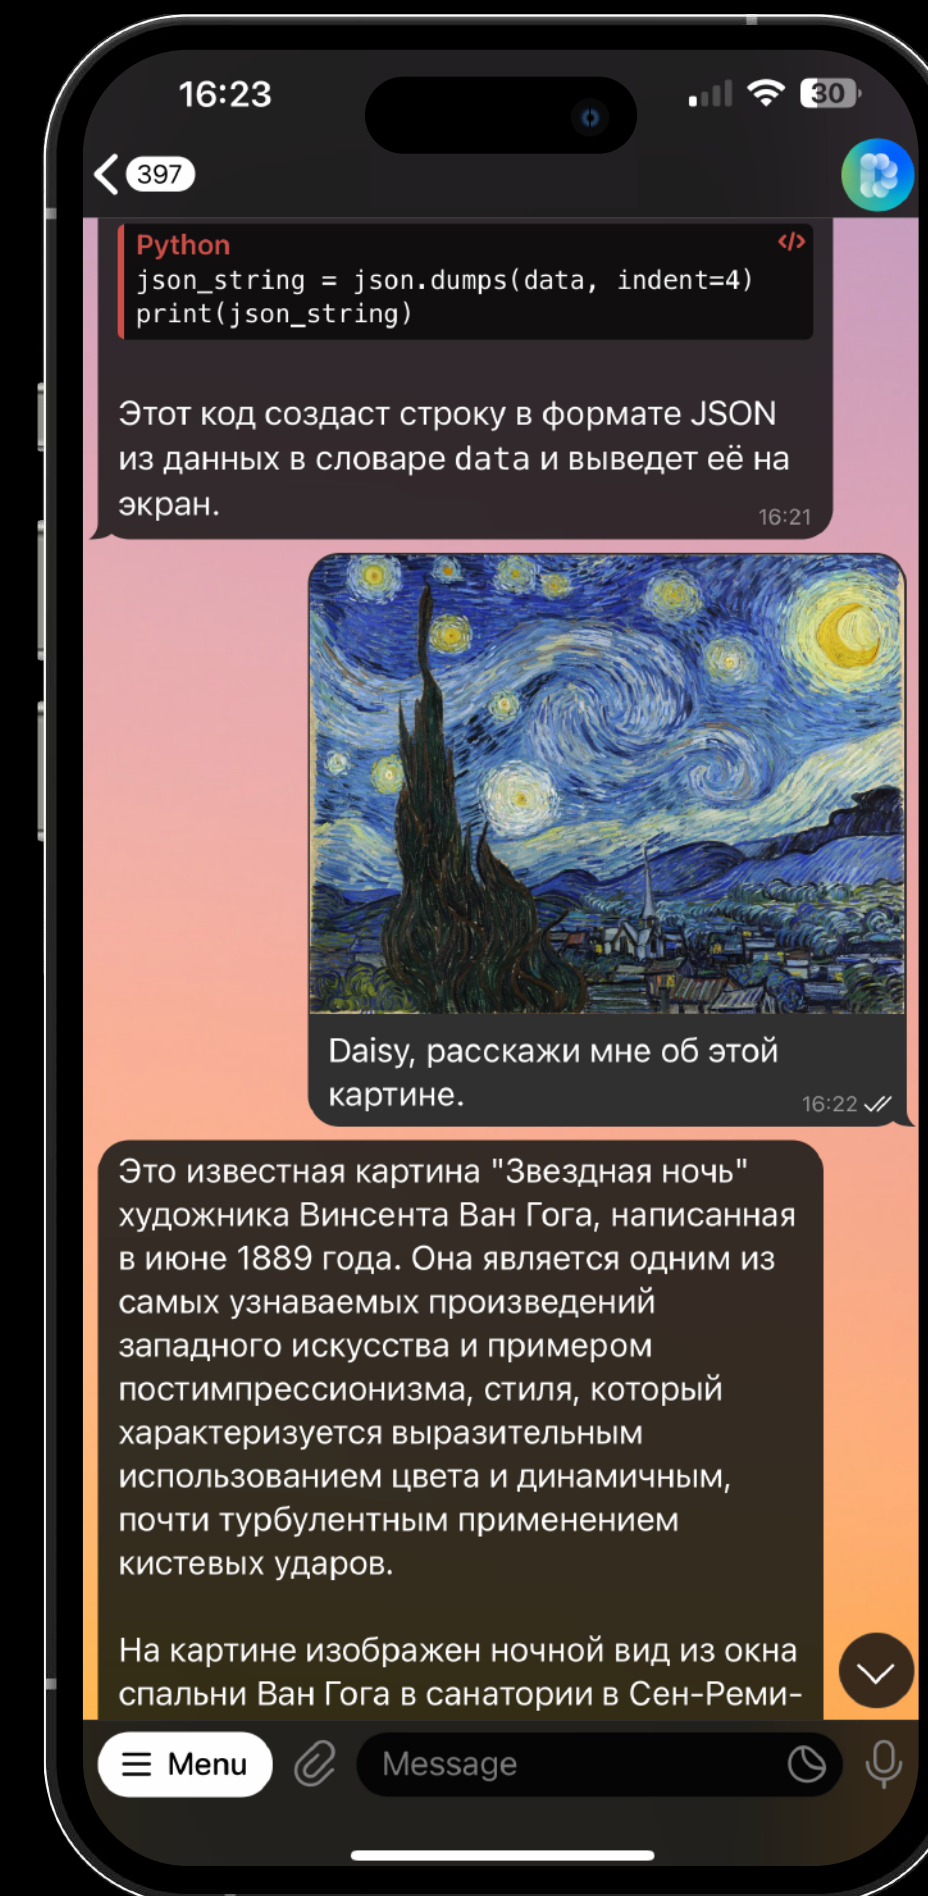 16:23
30
397
Python
json_string = json.dumps(data, indent=4)
print(json_string)
Этот код создаст строку в формате JSON
из данных в словаре data и выведет её на
экран.
16:21
Daisy, расскажи мне об этой
картине.
16:22
Это известная картина "Звездная ночь"
художника Винсента Ван Гога, написанная
в июне 1889 года. Она является одним из
самых узнаваемых произведений
западного искусства и примером
постимпрессионизма, стиля, который
характеризуется выразительным
использованием цвета и динамичным,
почти турбулентным применением
кистевых ударов.
На картине изображен ночной вид из окна
спальни Ван Гога в санатории в Сен-Реми-
Menu
Message